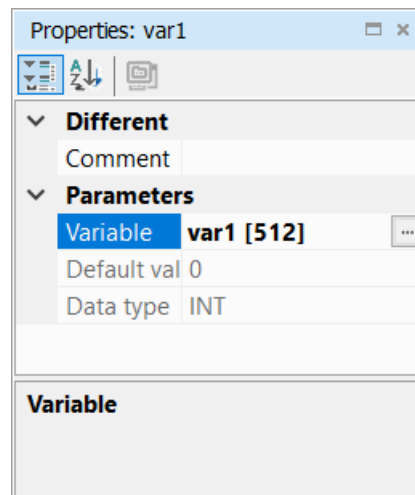 Properties: var1
Different
Comment
Parameters
Variable var1 [512] ...
Default val 0
Data type INT
Variable